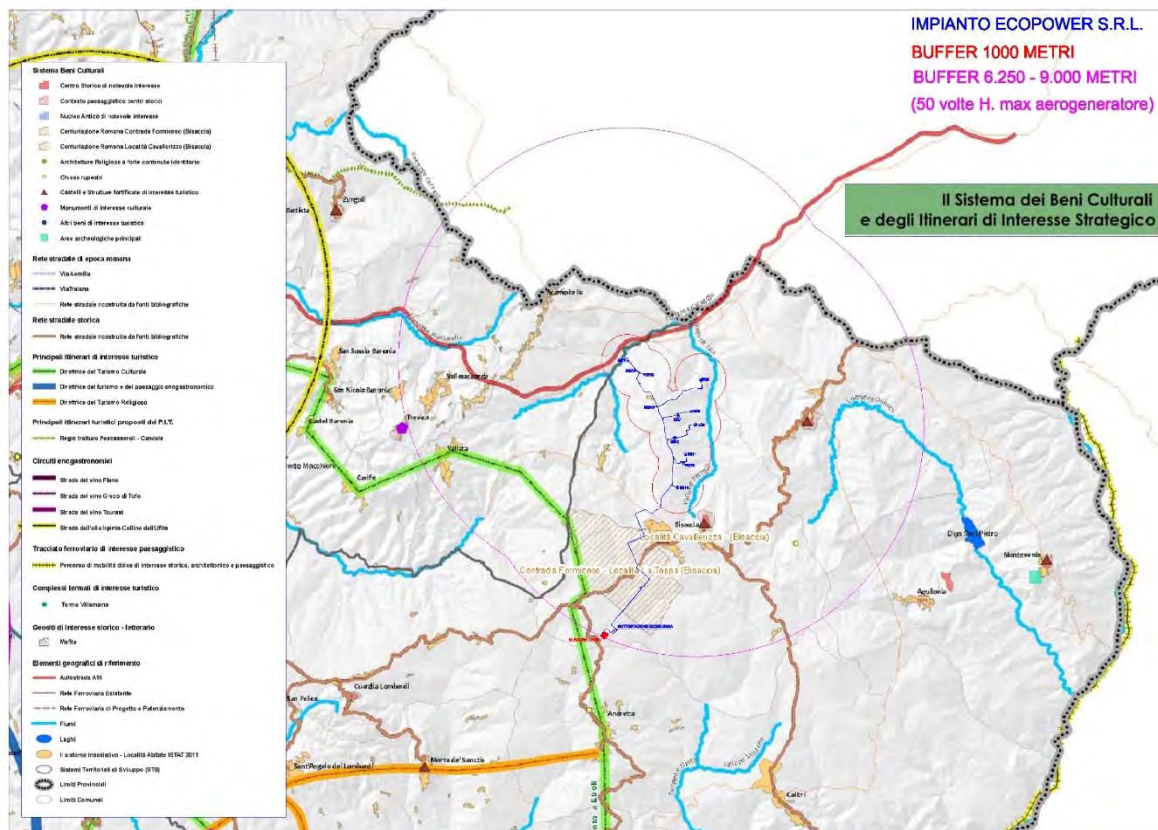 IMPIANTO ECOPOWER S.R.L.
BUFFER 1000 METRI
BUFFER 6.250 - 9.000 METRI
(50 volte H. max aerogeneratore)
Il Sistema dei Beni Culturali
e degli Itinerari di Interesse Strategico
Sistema Beni Culturali
Centro Storico di notevole interesse
Contesto paesaggistico centri storici
Nucleo Antico di notevole interesse
Centuriazione Romana Contrada Formicoso (Bisaccia)
Centuriazione Romana Località Cavallerizza (Bisaccia)
Architetture Religiose a forte contenuto identitario
Chiese rupestri
Castelli e Strutture fortificate di interesse turistico
Monumenti di interesse culturale
Altri beni di interesse turistico
Aree archeologiche principali
Rete stradale di epoca romana
Via Aemilia
Via Traiana
Rete stradale ricostruita da fonti bibliografiche
Rete stradale storica
Rete stradale ricostruita da fonti bibliografiche
Principali itinerari di interesse turistico
Direttrice del Turismo Culturale
Direttrice del turismo e del paesaggio enogastronomico
Direttrice del Turismo Religioso
Principali itinerari turistici proposti dai P.I.T.
Regio tratturo Pescasseroli - Candela
Circuiti enogastronomici
Strada del vino Fiano
Strada del vino Greco di Tufo
Strada del vino Taurasi
Strada dell'olio Irpinia-Colline dell'Ufita
Tracciato ferroviario di interesse paesaggistico
Percorso di mobilità dolce di interesse storico, architettonico e paesaggistico
Complessi termali di interesse turistico
Terme Villamaina
Geositi di interesse storico - letterario
Mefite
Elementi geografici di riferimento
Autostrada A16
Rete Ferroviaria Esistente
Rete Ferroviaria di Progetto e Potenziamento
Fiumi
Laghi
Il sistema insediativo - Località Abitate ISTAT 2011
Sistemi Territoriali di Sviluppo (STS)
Limiti Provinciali
Limiti Comunali
Zungoli
Battista
Scampitella
San Sossio Baronia
Vallesaccarda
San Nicola Baronia
Trevico
Castel Baronia
Vallata
Carife
Bisaccia
Località Cavallerizza - (Bisaccia)
Contrada Formicoso - Località La Toppa (Bisaccia)
Diga San Pietro
Monteverde
Aquilonia
Torrente Osento
Guardia Lombardi
San Felice
Andretta
Sant'Angelo dei Lombardi
Morra de' Sanctis
Calitri